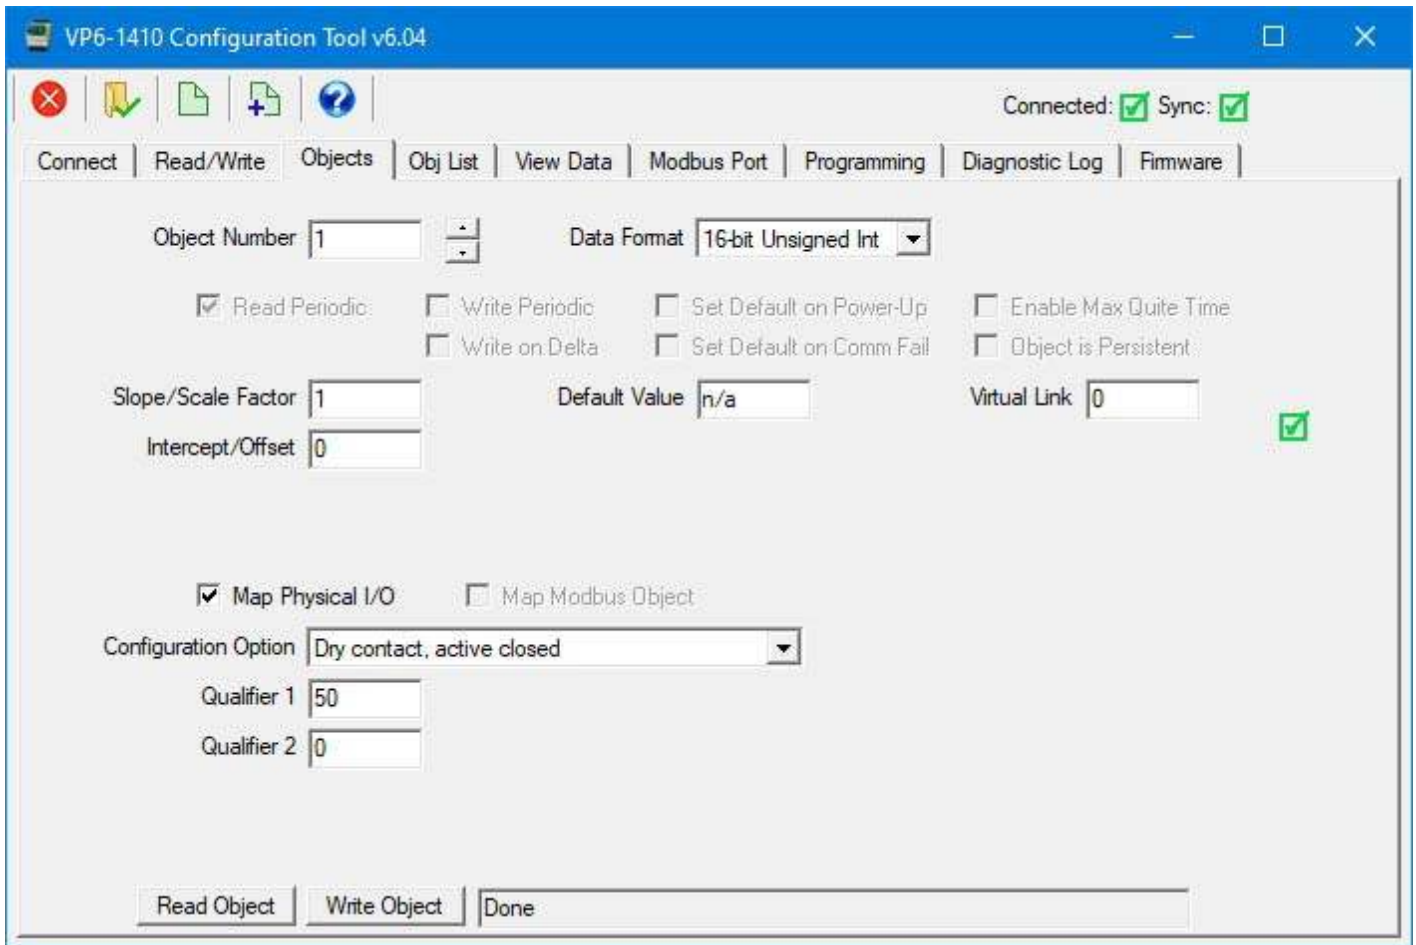 VP6-1410 Configuration Tool v6.04
Connected: Sync:
Connect Read/Write Objects Obj List View Data Modbus Port Programming Diagnostic Log Firmware
Object Number 1 Data Format 16-bit Unsigned Int
Read Periodic Write Periodic Set Default on Power-Up Enable Max Quite Time
Write on Delta Set Default on Comm Fail Object is Persistent
Slope/Scale Factor 1 Default Value n/a Virtual Link 0
Intercept/Offset 0
Map Physical I/O Map Modbus Object
Configuration Option Dry contact, active closed
Qualifier 1 50
Qualifier 2 0
Read Object Write Object Done